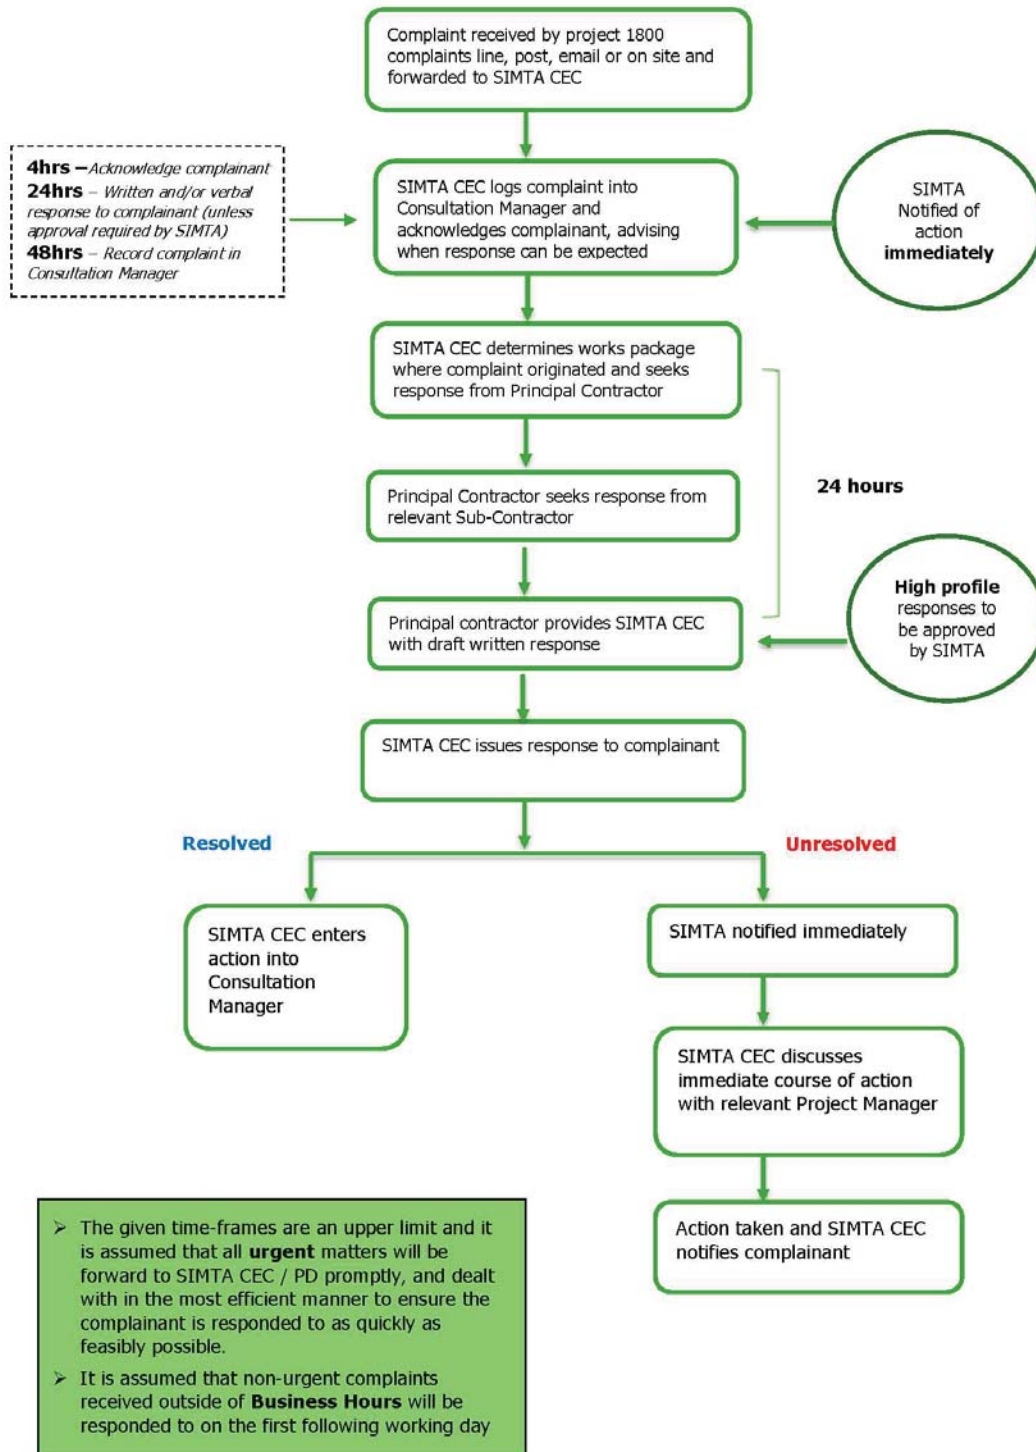 Complaint received by project 1800
complaints line, post, email or on site and
forwarded to SIMTA CEC
4hrs – Acknowledge complainant
24hrs – Written and/or verbal
response to complainant (unless
approval required by SIMTA)
48hrs – Record complaint in
Consultation Manager
SIMTA CEC logs complaint into
Consultation Manager and
acknowledges complainant, advising
when response can be expected
SIMTA
Notified of
action
immediately
SIMTA CEC determines works package
where complaint originated and seeks
response from Principal Contractor
24 hours
Principal Contractor seeks response from
relevant Sub-Contractor
Principal contractor provides SIMTA CEC
with draft written response
High profile
responses to
be approved
by SIMTA
SIMTA CEC issues response to complainant
Resolved
Unresolved
SIMTA CEC enters
action into
Consultation
Manager
SIMTA notified immediately
SIMTA CEC discusses
immediate course of action
with relevant Project Manager
Action taken and SIMTA CEC
notifies complainant
➢ The given time-frames are an upper limit and it
is assumed that all urgent matters will be
forward to SIMTA CEC / PD promptly, and dealt
with in the most efficient manner to ensure the
complainant is responded to as quickly as
feasibly possible.
➢ It is assumed that non-urgent complaints
received outside of Business Hours will be
responded to on the first following working day